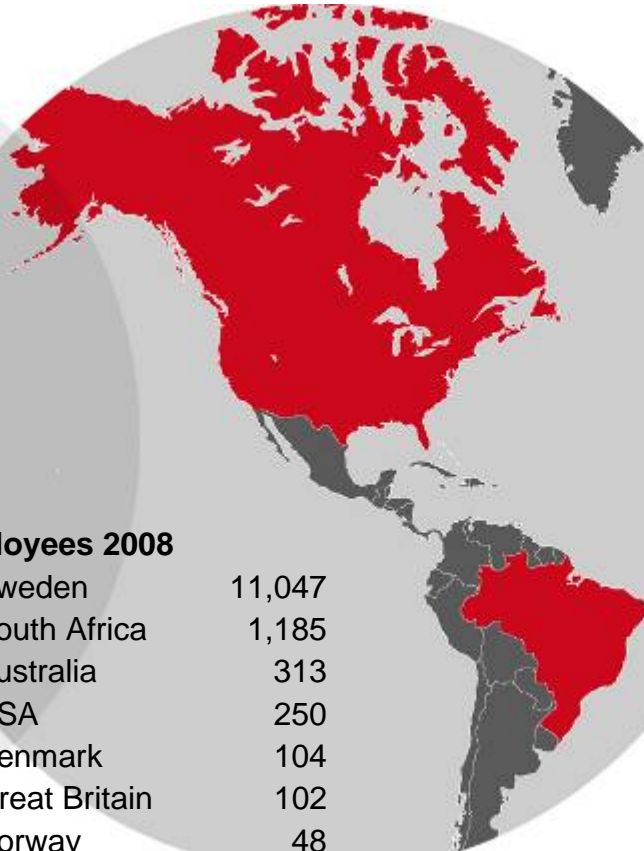 loyees 2008
weden 11,047
outh Africa 1,185
ustralia 313
SA 250
enmark 104
reat Britain 102
orway 48